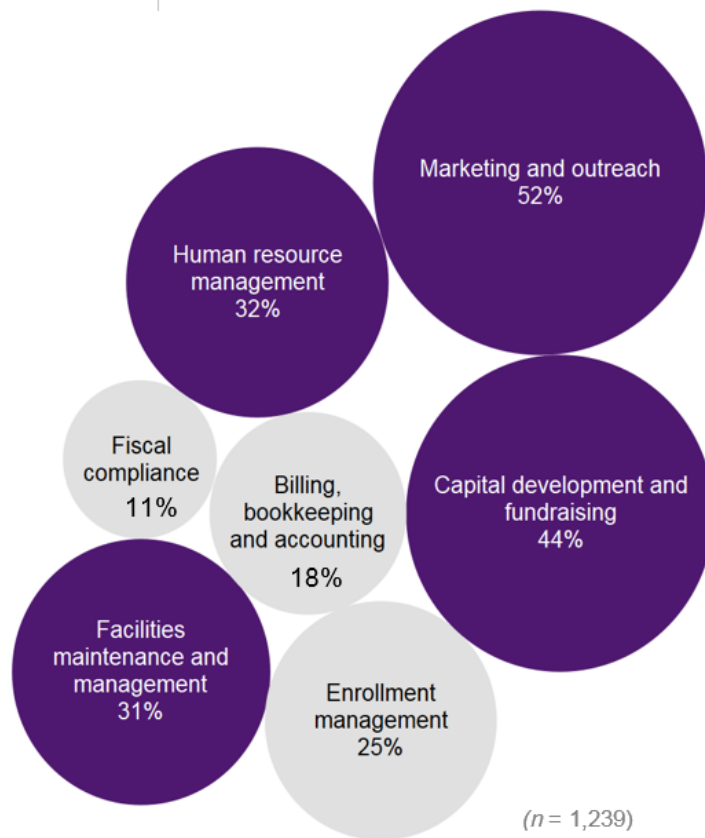 Marketing and outreach
52%
Human resource
management
32%
Fiscal
compliance
11%
Billing,
bookkeeping
and accounting
18%
Capital development and
fundraising
44%
Facilities
maintenance and
management
31%
Enrollment
management
25%
(n = 1,239)